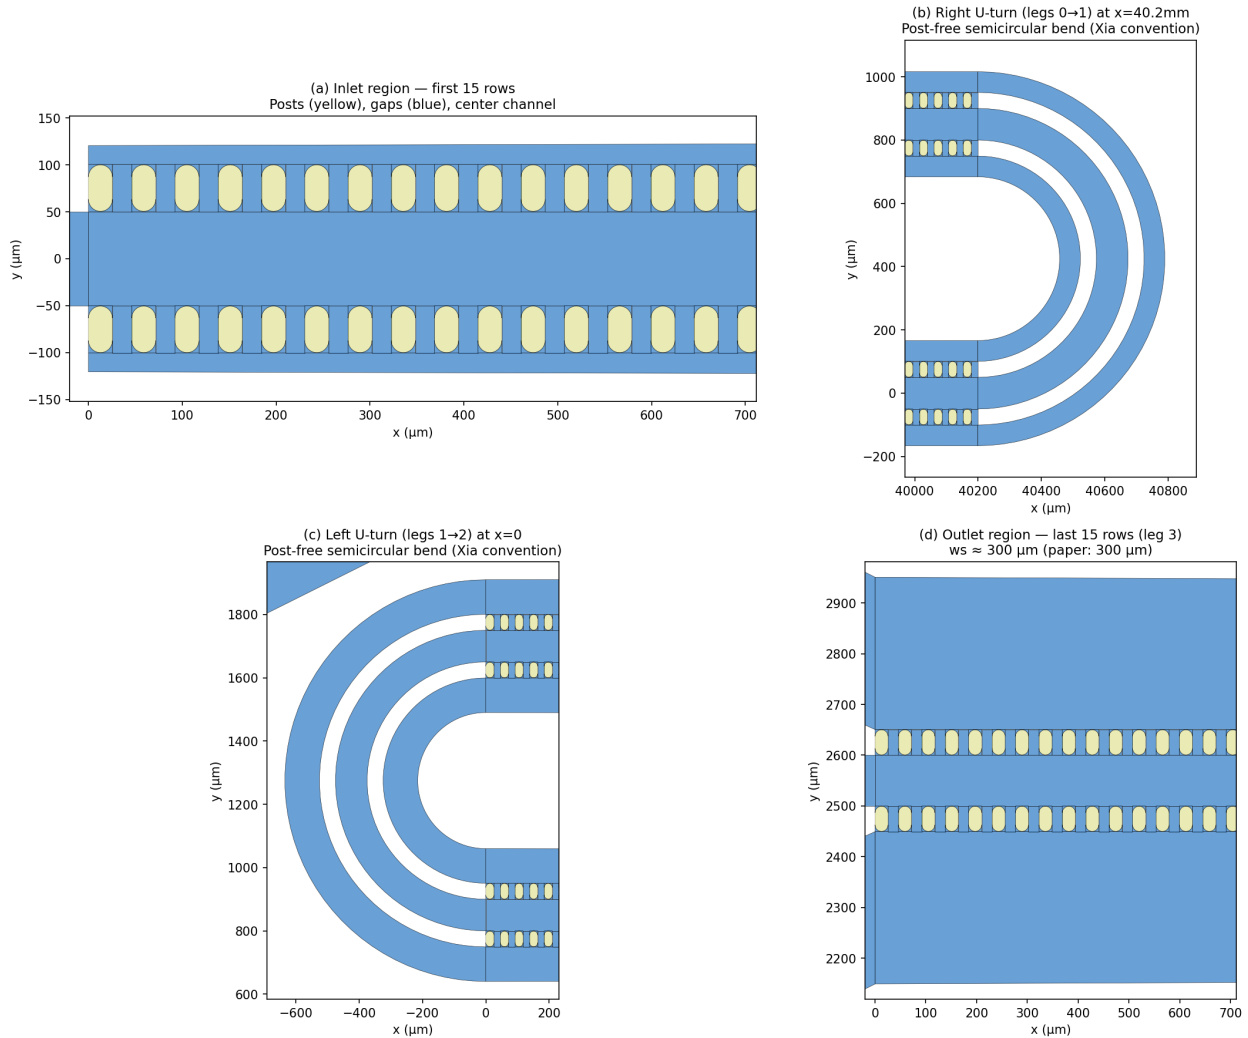 (a) Inlet region — first 15 rows
Posts (yellow), gaps (blue), center channel
150
100
50
0
−50
−100
−150
y (μm)
0 100 200 300 400 500 600 700
x (μm)
(b) Right U-turn (legs 0→1) at x=40.2mm
Post-free semicircular bend (Xia convention)
1000
800
600
400
200
0
−200
y (μm)
40000 40200 40400 40600 40800
x (μm)
(c) Left U-turn (legs 1→2) at x=0
Post-free semicircular bend (Xia convention)
1800
1600
1400
1200
1000
800
600
y (μm)
−600 −400 −200 0 200
x (μm)
(d) Outlet region — last 15 rows (leg 3)
ws ≈ 300 μm (paper: 300 μm)
2900
2800
2700
2600
2500
2400
2300
2200
y (μm)
0 100 200 300 400 500 600 700
x (μm)